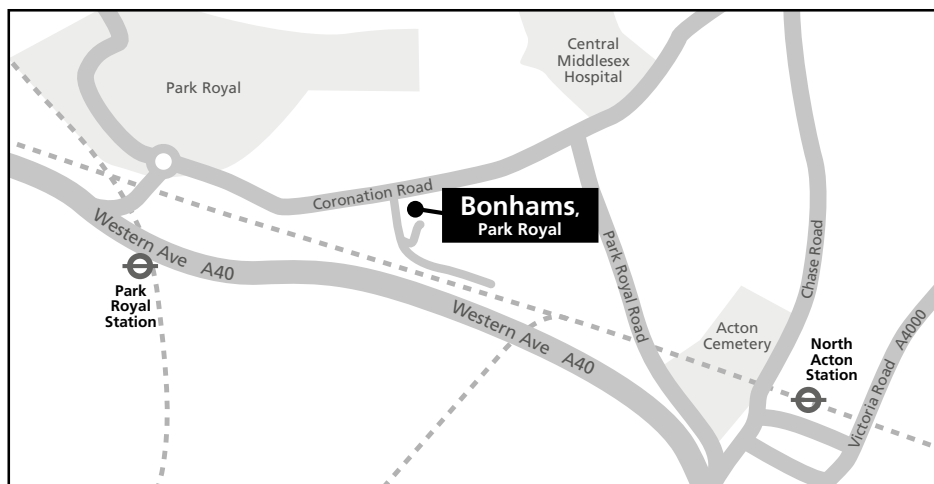 Central
Middlesex
Hospital
Park Royal
Coronation Road
Bonhams,
Park Royal
Western Ave A40
Park
Royal
Station
Park Royal Road
Chase Road
Western Ave A40
Acton
Cemetery
North
Acton
Station
Victoria Road A4000